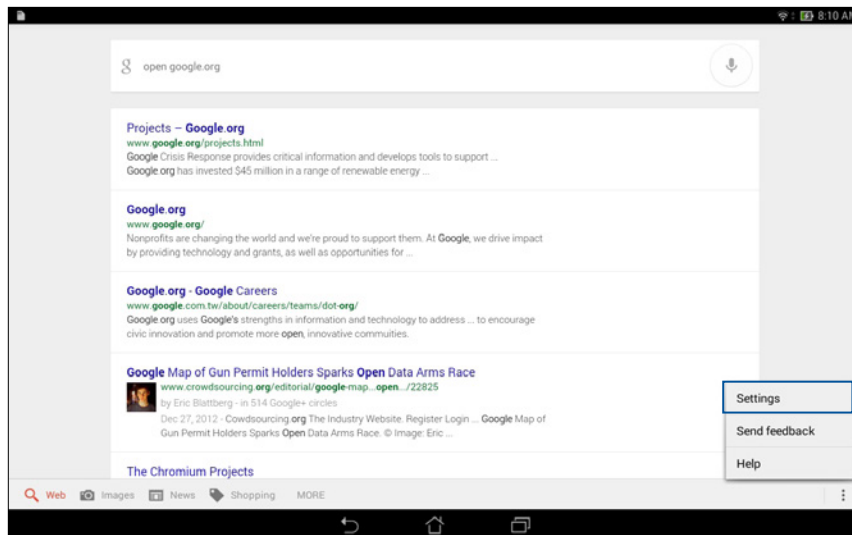 8:10 AM
g open google.org
Projects – Google.org
www.google.org/projects.html
Google Crisis Response provides critical information and develops tools to support ...
Google.org has invested $45 million in a range of renewable energy ...
Google.org
www.google.org/
Nonprofits are changing the world and we're proud to support them. At Google, we drive impact
by providing technology and grants, as well as opportunities for ...
Google.org - Google Careers
www.google.com.tw/about/careers/teams/dot-org/
Google.org uses Google's strengths in information and technology to address ... to encourage
civic innovation and promote more open, innovative commuities.
Google Map of Gun Permit Holders Sparks Open Data Arms Race
www.crowdsourcing.org/editorial/google-map...open.../22825
by Eric Blattberg - in 514 Google+ circles
Dec 27, 2012 - Cowdsourcing.org The Industry Website. Register Login ... Google Map of
Gun Permit Holders Sparks Open Data Arms Race. © Image: Eric ...
The Chromium Projects
Settings
Send feedback
Help
Web Images News Shopping MORE